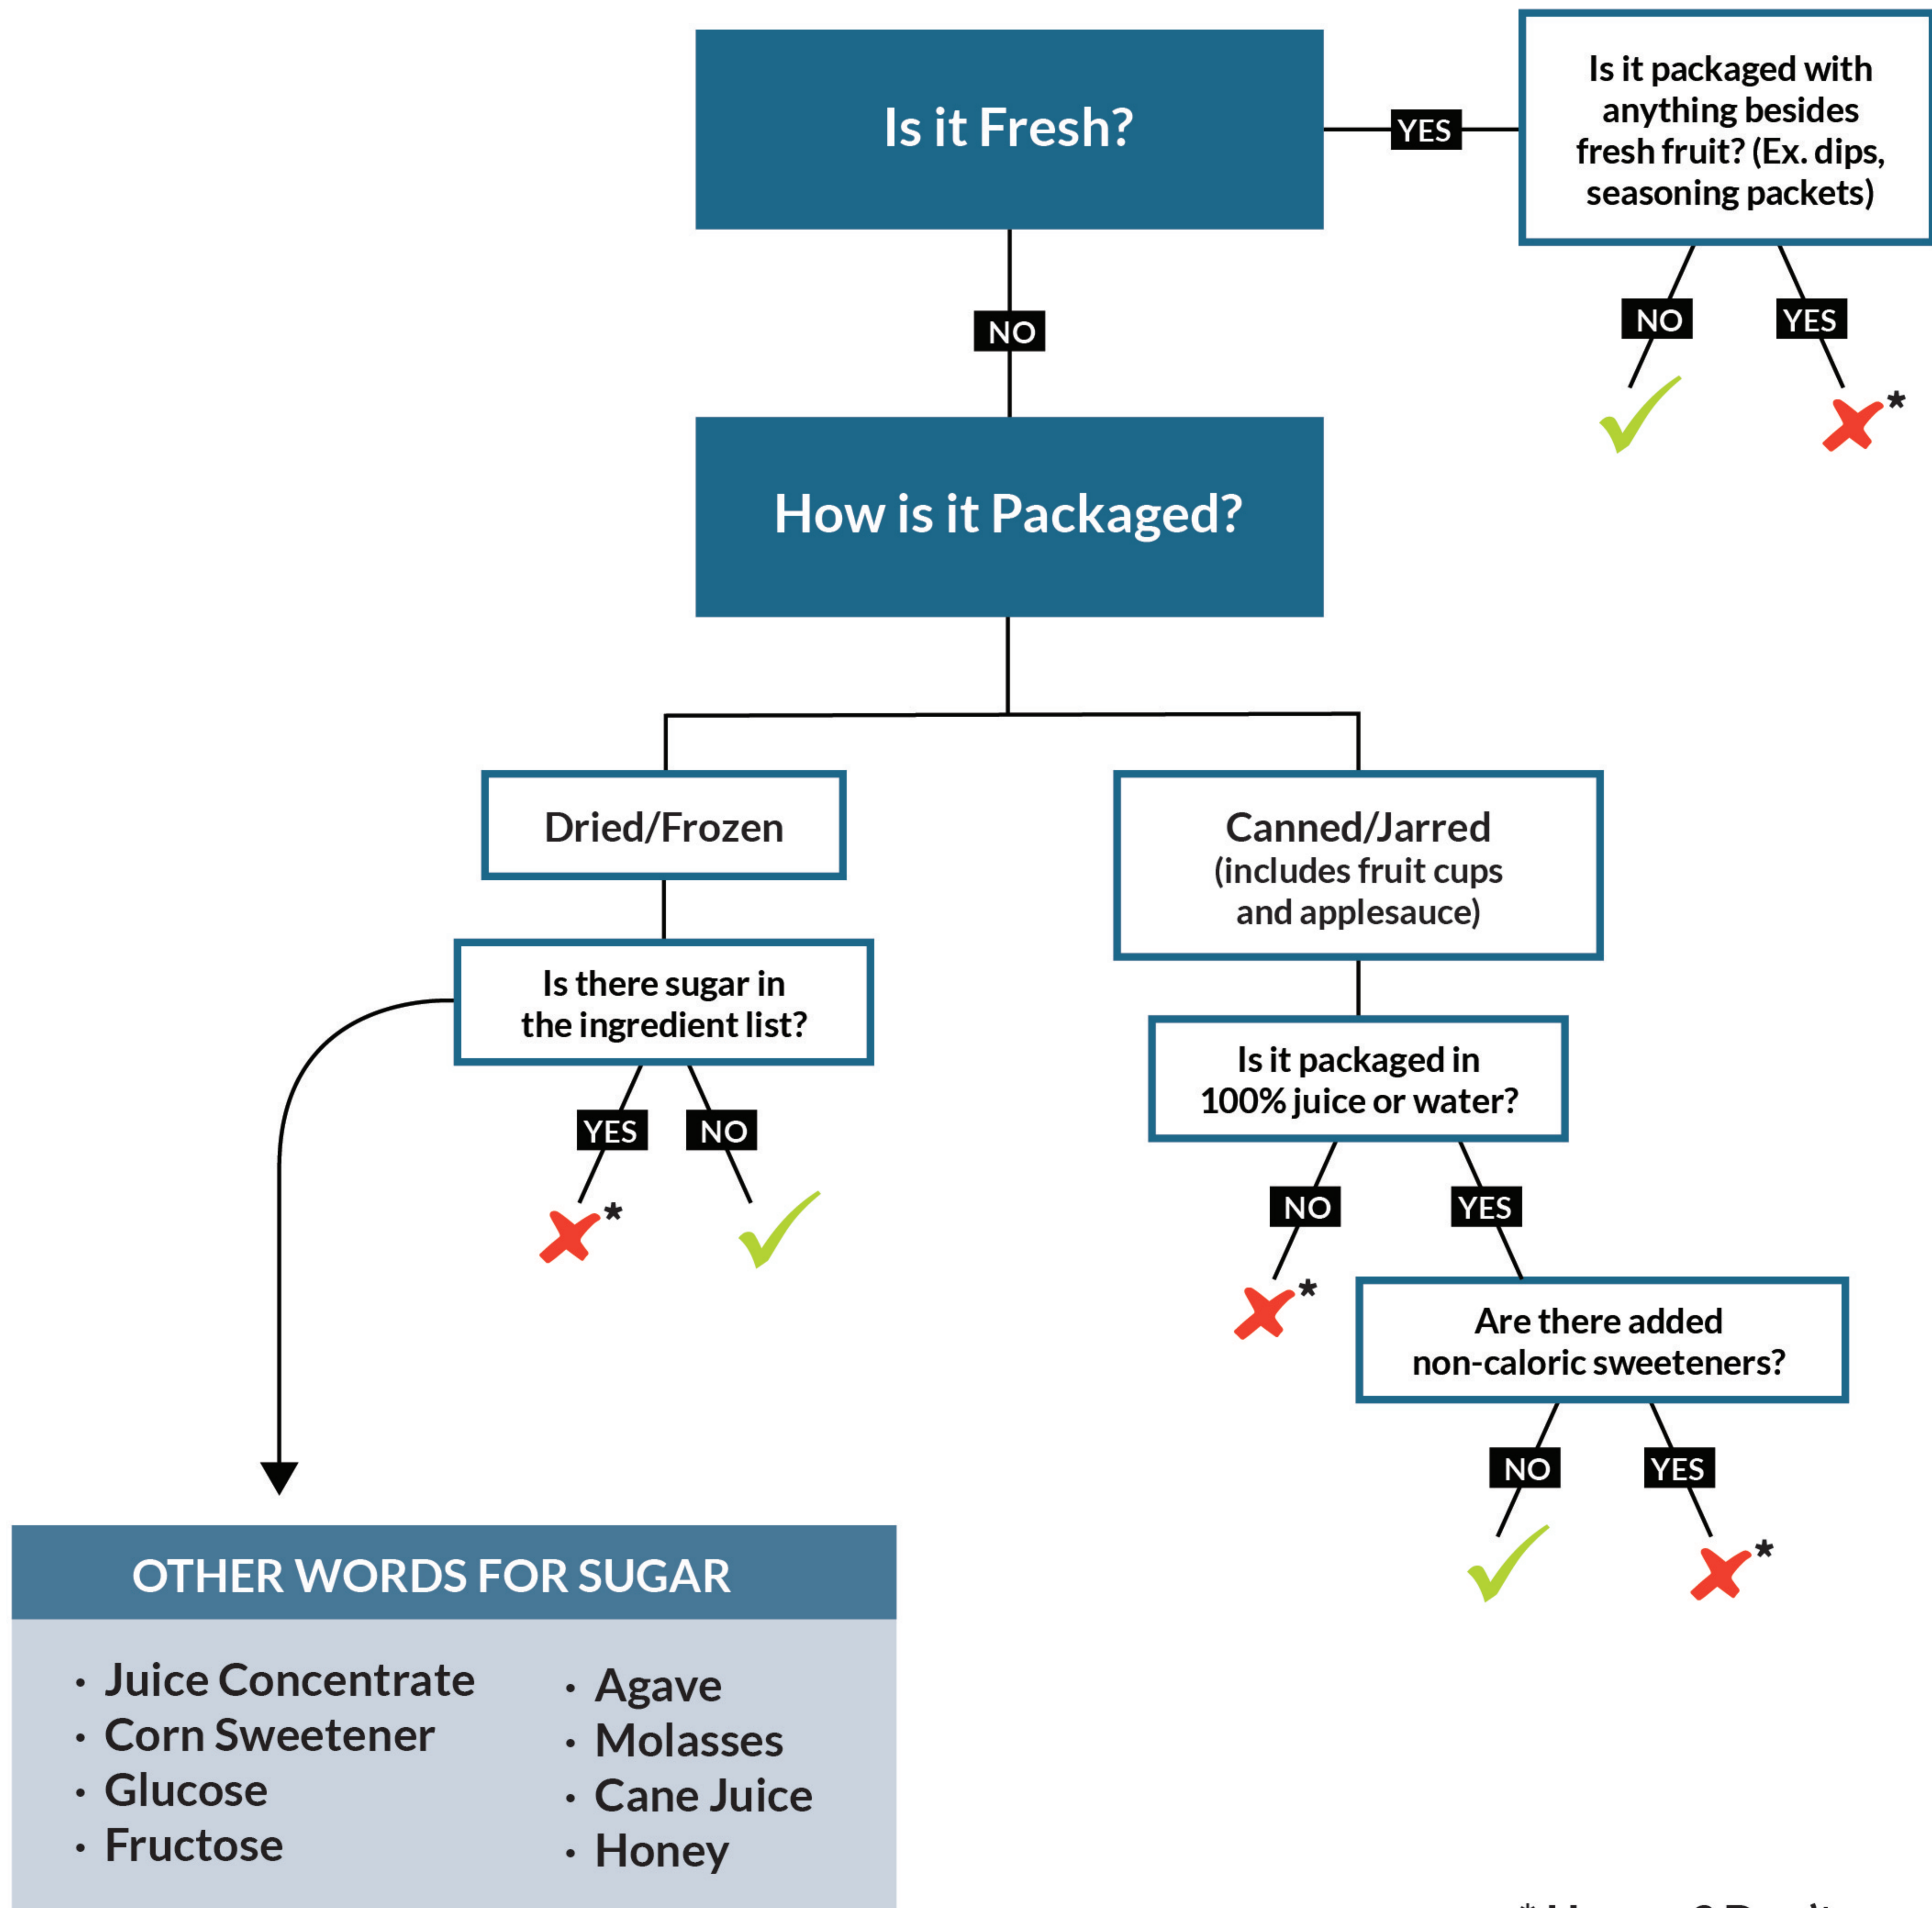 Is it Fresh?
YES
Is it packaged with
anything besides
fresh fruit? (Ex. dips,
seasoning packets)
NO
YES
*
NO
How is it Packaged?
Dried/Frozen
Canned/Jarred
(includes fruit cups
and applesauce)
Is there sugar in
the ingredient list?
YES
NO
*
Is it packaged in
100% juice or water?
NO
YES
*
Are there added
non-caloric sweeteners?
NO
YES
*
OTHER WORDS FOR SUGAR
· Juice Concentrate
· Corn Sweetener
· Glucose
· Fructose
· Agave
· Molasses
· Cane Juice
· Honey